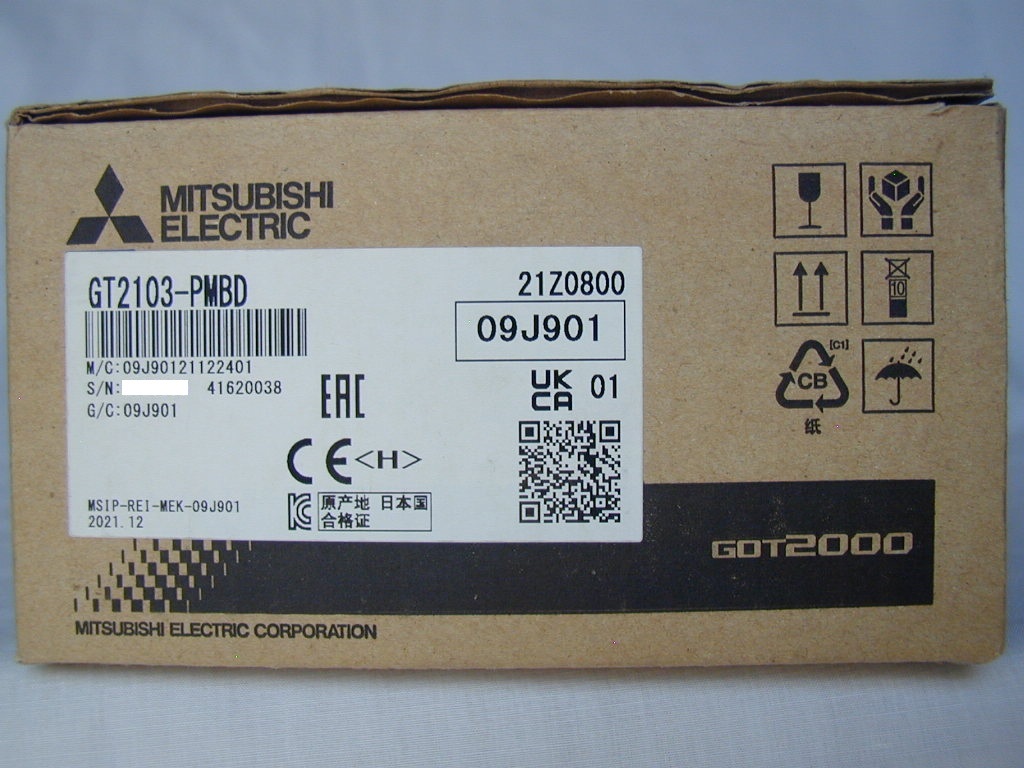 MITSUBISHI
ELECTRIC
GT2103-PMBD
21Z0800
09J901
M/C:09J90121122401
S/N: 41620038
G/C:09J901
EAC
UK
CA 01
CE <H>
MSIP-REI-MEK-09J901
2021.12
原产地 日本国
合格证
10
[C1]
CB
纸
GOT2000
MITSUBISHI ELECTRIC CORPORATION